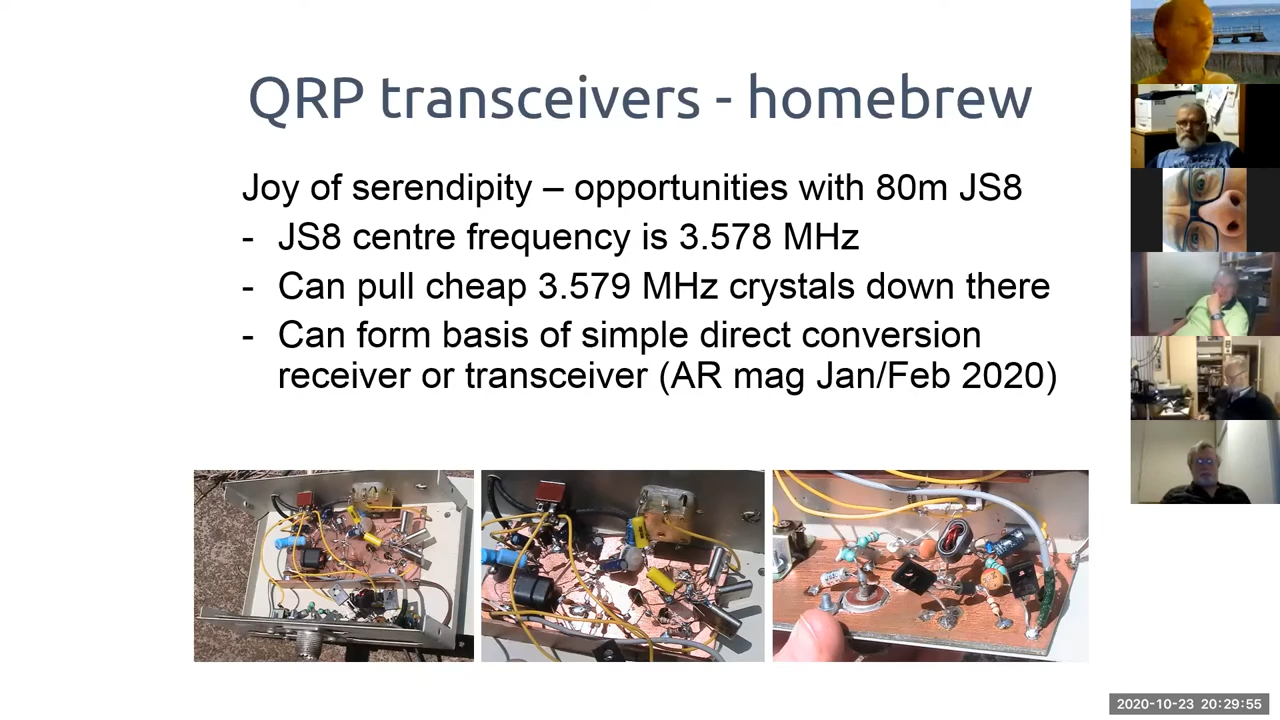 QRP transceivers - homebrew
Joy of serendipity – opportunities with 80m JS8
- JS8 centre frequency is 3.578 MHz
- Can pull cheap 3.579 MHz crystals down there
- Can form basis of simple direct conversion
receiver or transceiver (AR mag Jan/Feb 2020)
2020-10-23 20:29:55